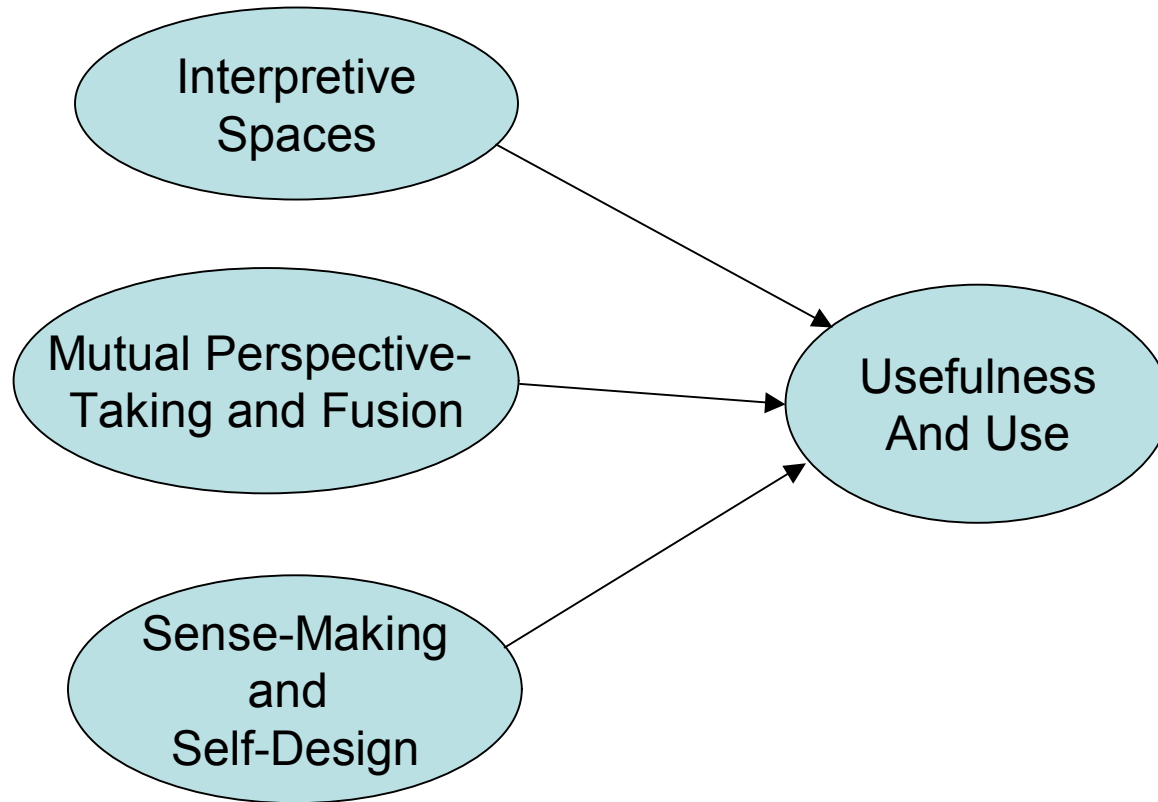 Interpretive
Spaces
Mutual Perspective-
Taking and Fusion
Usefulness
And Use
Sense-Making
and
Self-Design